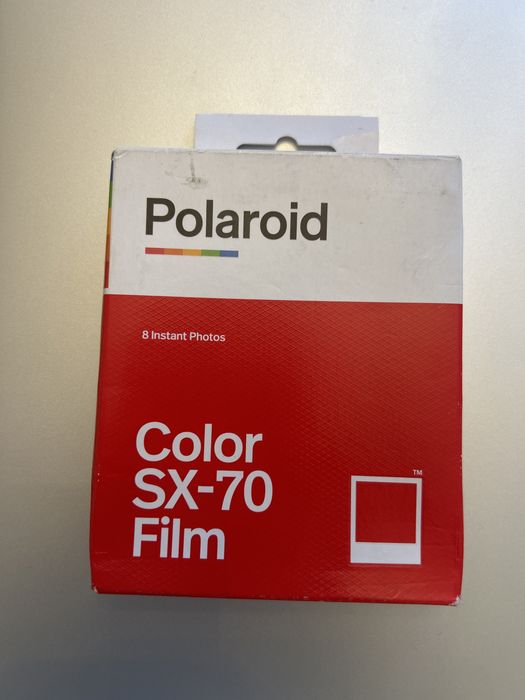 Polaroid
8 Instant Photos
Color
SX-70
Film
TM